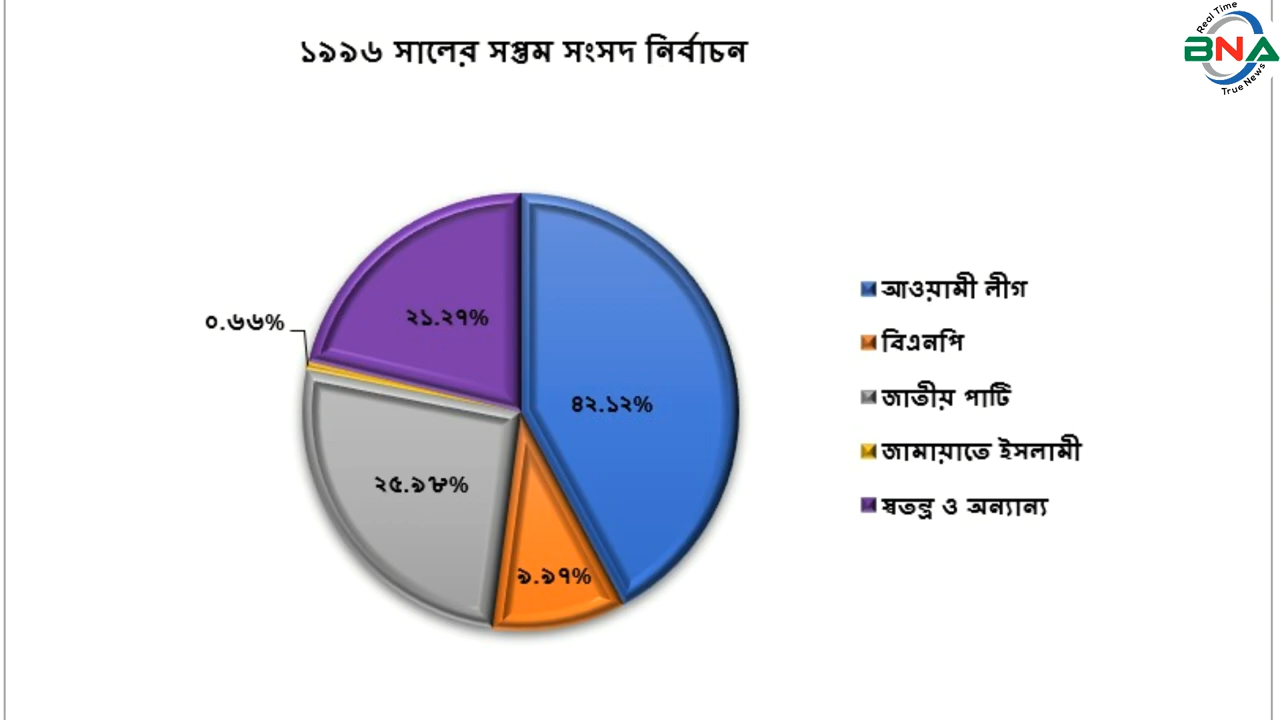 ১৯৯৬ সালের সপ্তম সংসদ নির্বাচন
Real Time
BNA
True News
২১.২৭%
০.৬৬%
৪২.১২%
২৫.৯৮%
৯.৯৭%
আওয়ামী লীগ
বিএনপি
জাতীয় পার্টি
জামায়াতে ইসলামী
স্বতন্ত্র ও অন্যান্য